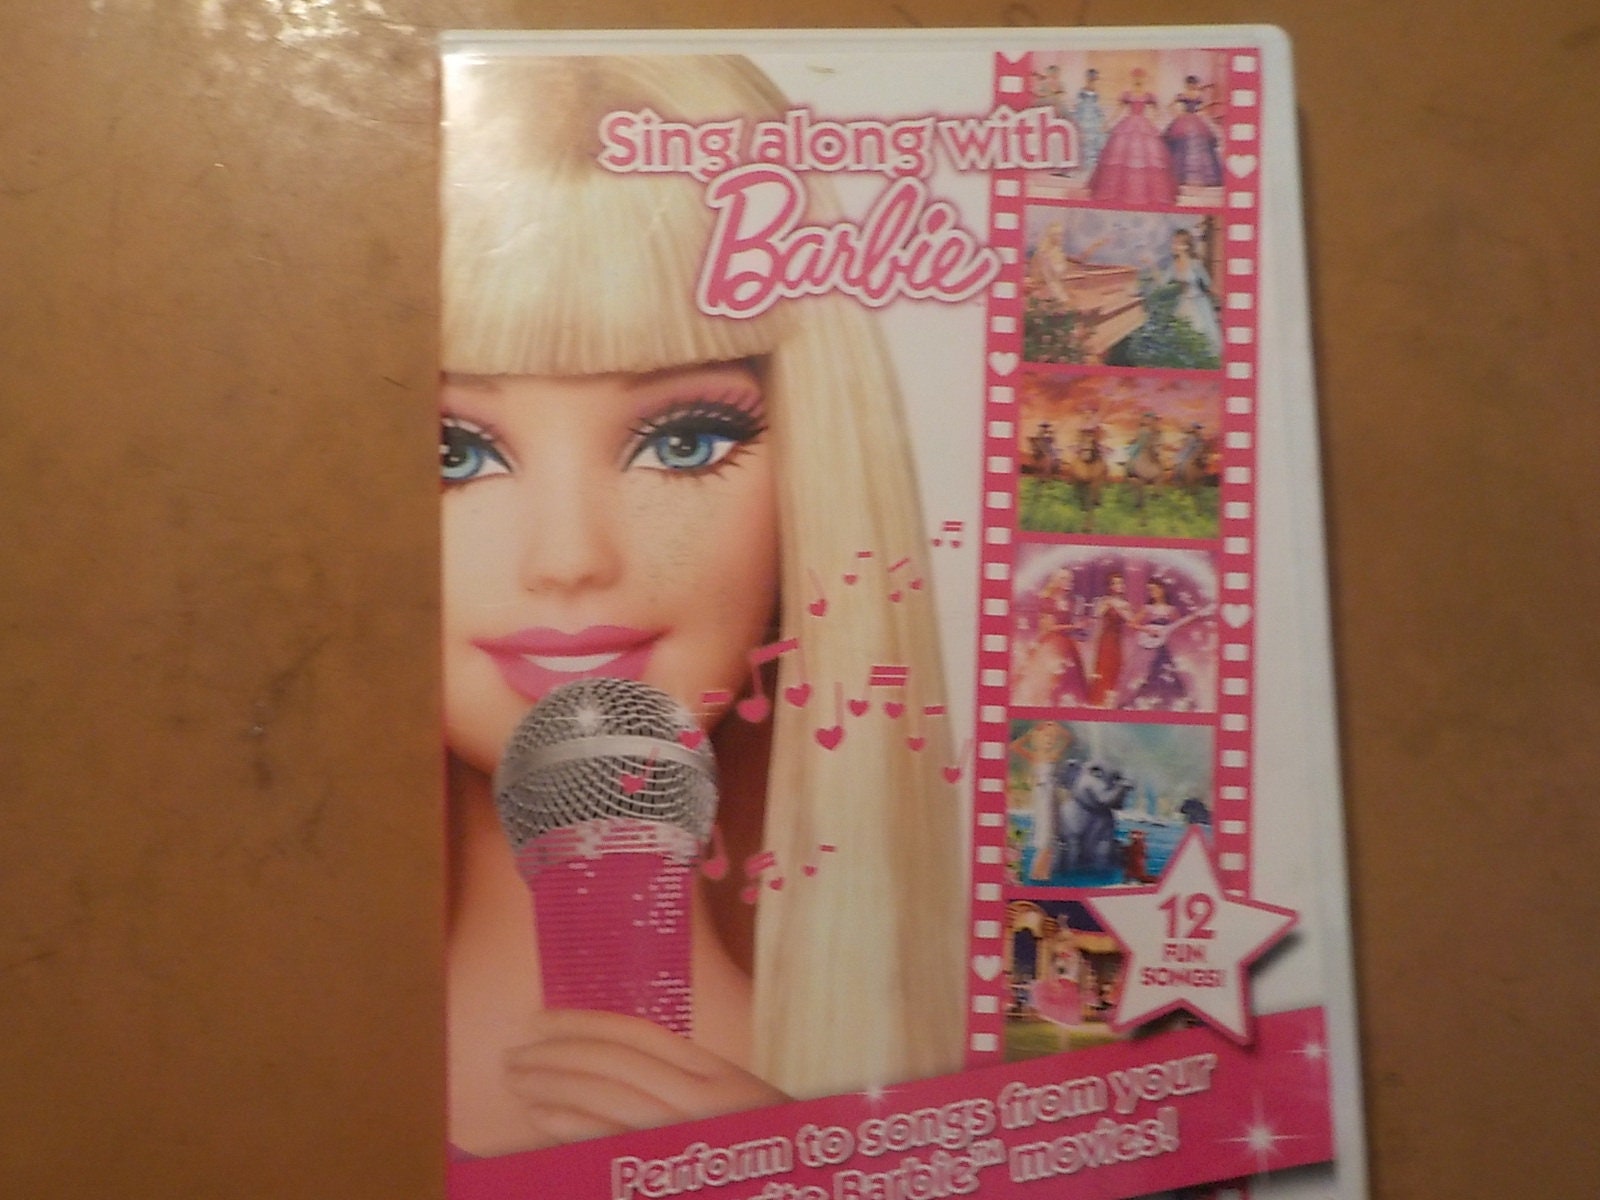 Sing along with
Barbie
12
FUN
SONGS!
Perform to songs from your
Barbie™ movies!